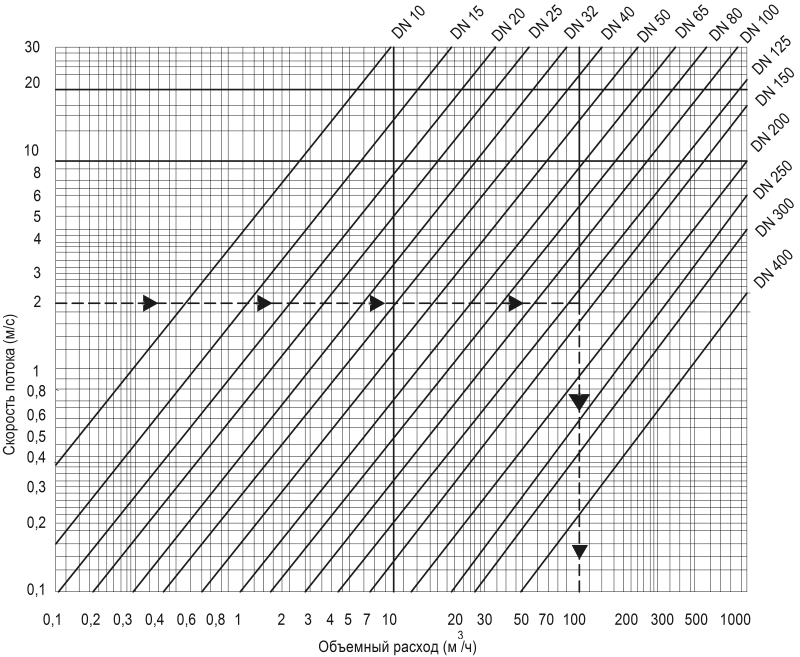 DN 10
DN 15
DN 20
DN 25
DN 32
DN 40
DN 50
DN 65
DN 80
DN 100
DN 125
DN 150
DN 200
DN 250
DN 300
DN 400
30
20
10
8
6
5
4
3
2
1
0,8
0,6
0,5
0,4
0,3
0,2
0,1
Скорость потока (м/с)
0,1 0,2 0,3 0,4 0,6 0,8 1 2 3 4 5 7 10 20 30 50 70 100 200 300 500 1000
Объемный расход (м³/ч)